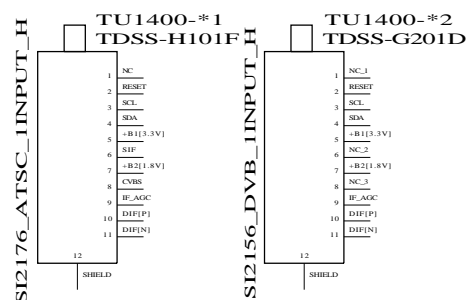 SI2176_ATSC_1INPUT_H
TU1400-*1
TDSS-H101F
1 NC
2 RESET
3 SCL
4 SDA
5 +B1[3.3V]
6 SIF
7 +B2[1.8V]
8 CVBS
9 IF_AGC
10 DIF[P]
11 DIF[N]
12
SHIELD
SI2156_DVB_1INPUT_H
TU1400-*2
TDSS-G201D
1 NC_1
2 RESET
3 SCL
4 SDA
5 +B1[3.3V]
6 NC_2
7 +B2[1.8V]
8 NC_3
9 IF_AGC
10 DIF[P]
11 DIF[N]
12
SHIELD